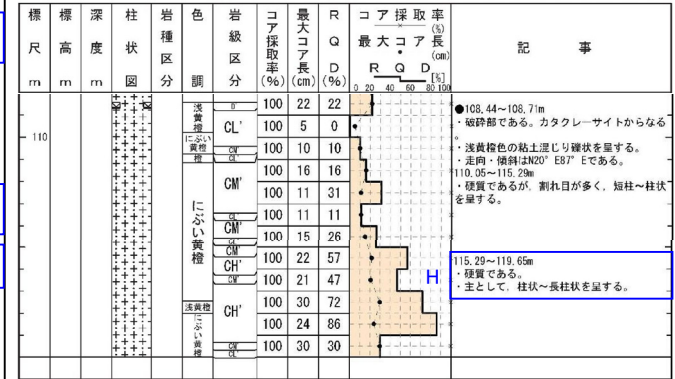 標尺 m
標高 m
深度 m
柱状図
岩種区分
色調
岩級区分
コア採取率(%)
最大コア長(cm)
RQD(%)
コア採取率(%)
最大コア長(cm)
RQD[%]
0 20 40 60 80 100
記事
110
浅黄橙
にぶい黄橙
橙
にぶい黄橙
浅黄橙
にぶい黄橙
D'
CL'
CM'
CL'
CM'
CL'
CM'
CL'
CM'
CH'
CM'
CH'
CM'
CL'
100 22 22
100 5 0
100 10 10
100 16 16
100 11 31
100 11 11
100 15 26
100 22 57
100 21 47
100 30 72
100 24 86
100 30 30
H
●108,44～108,71m
・破砕部である。カタクレーサイトからなる
。
・浅黄橙色の粘土混じり礫状を呈する。
・走向・傾斜はN20°E87°Eである。
110.05～115.29m
・硬質であるが，割れ目が多く，短柱～柱状
を呈する。
115.29～119.65m
・硬質である。
・主として，柱状～長柱状を呈する。